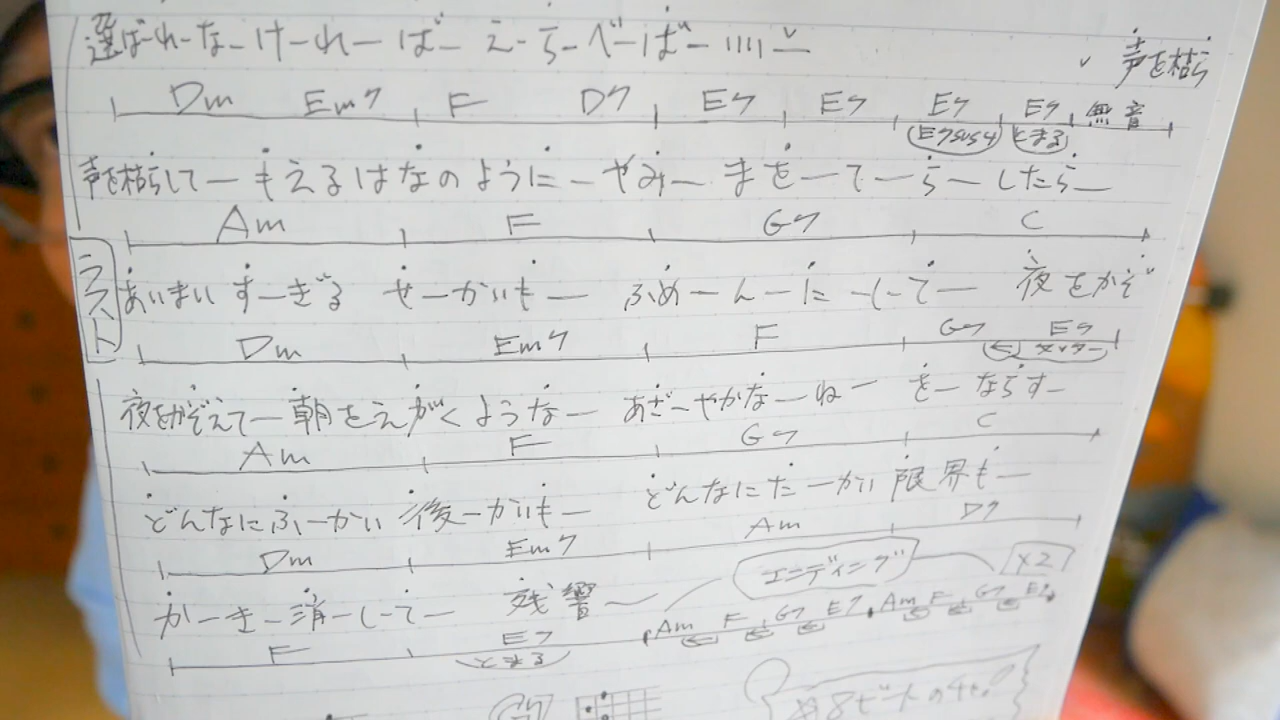 選ばーれーなーけーれーばーえーらーべーばー
声を枯ら
Dm Em7 F D7 E7 E7 E7 E7 無音
E7sus4 とまる
声を枯らしてーもえるはなのようにーやみーまをーてーらーしたらー
Am F G7 C
ラスト
あいまいすーぎるせーかいもーふめーんーにーしーてー夜をかぞ
Dm Em7 F G7 E7
夜をかぞえてー朝をえがくようなーあざーやかなーねーをーならすー
Am F G7 C
どんなにふーかい後ーかいもーどんなにたーかい限界もー
Dm Em7 Am D7
かーきー消ーしーてー残響〜
エンディング
×2
F E7 Am F G7 E7 Am F G7 E7
とまる